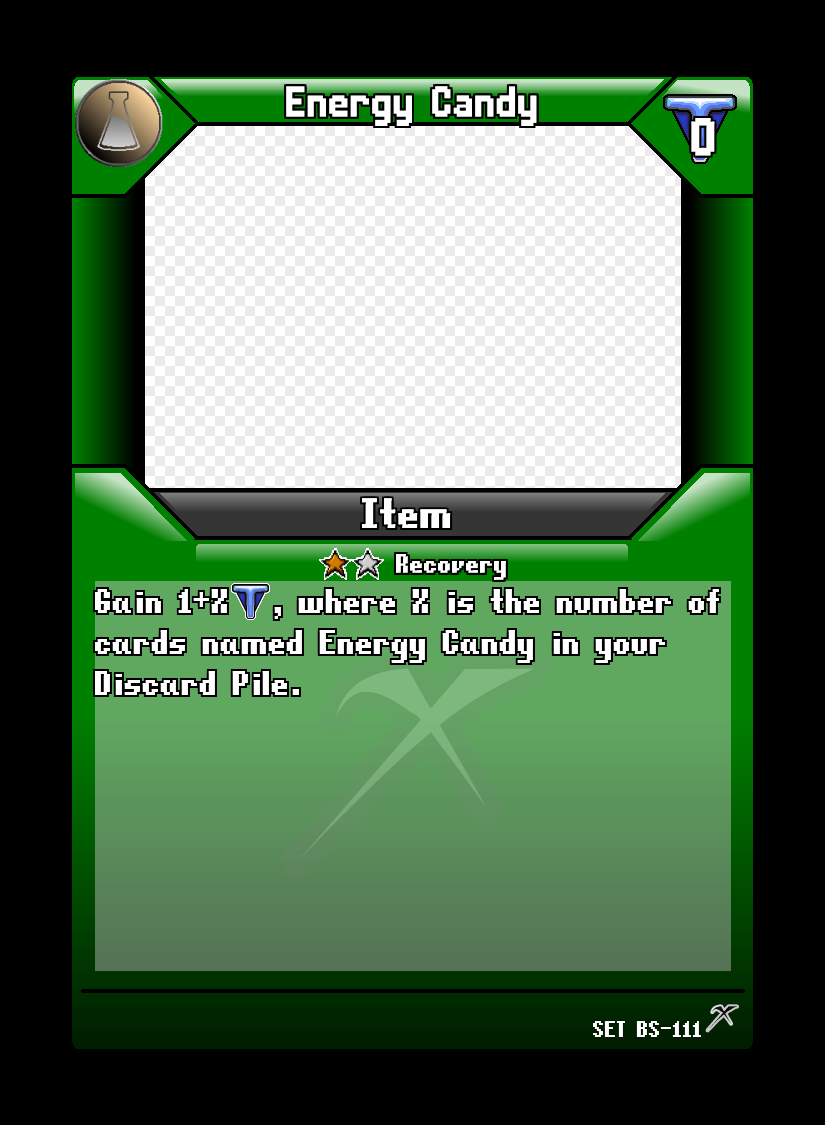 Energy Candy
0
Item
Recovery
Gain 1+X, where X is the number of
cards named Energy Candy in your
Discard Pile.
SET BS-111